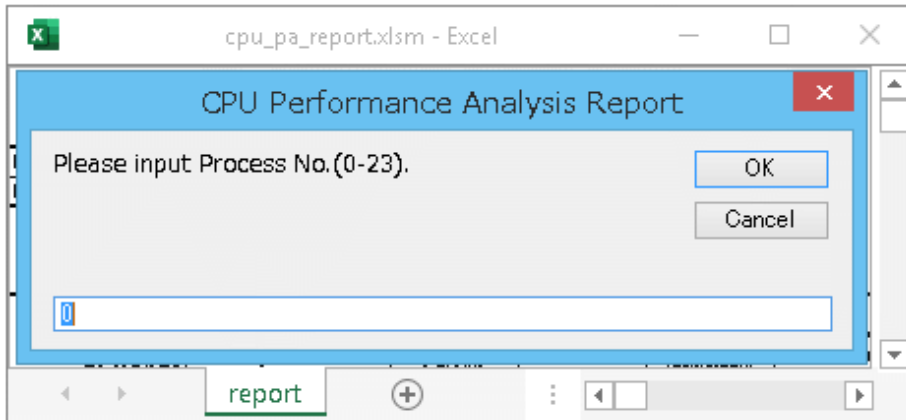 cpu_pa_report.xlsm - Excel
CPU Performance Analysis Report
Please input Process No.(0-23).
OK
Cancel
0
report